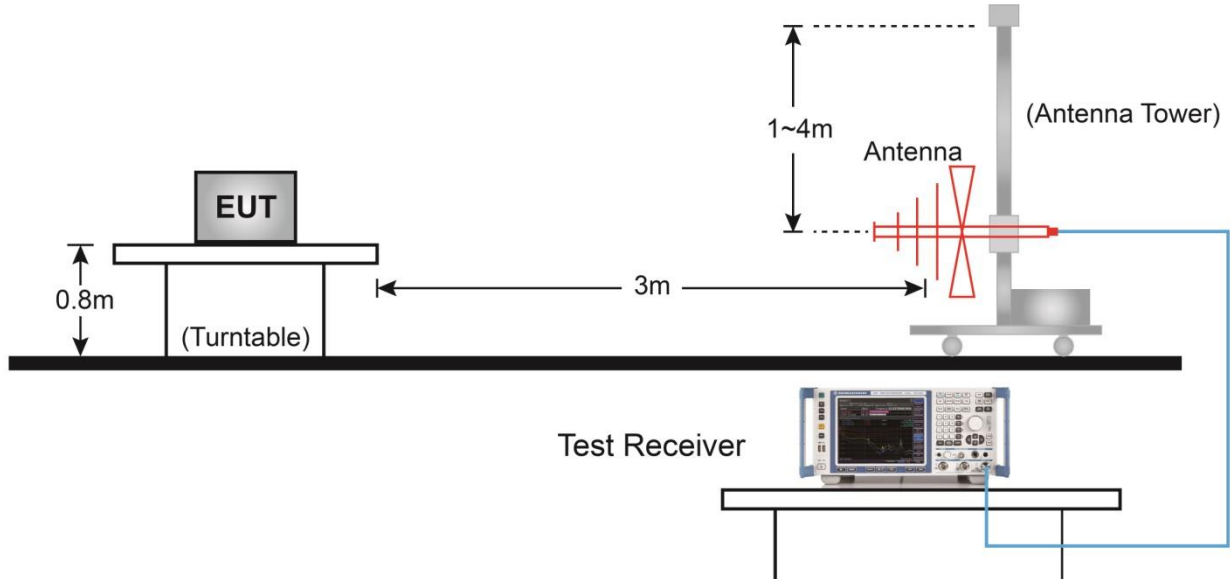 1~4m
(Antenna Tower)
Antenna
EUT
0.8m
3m
(Turntable)
Test Receiver